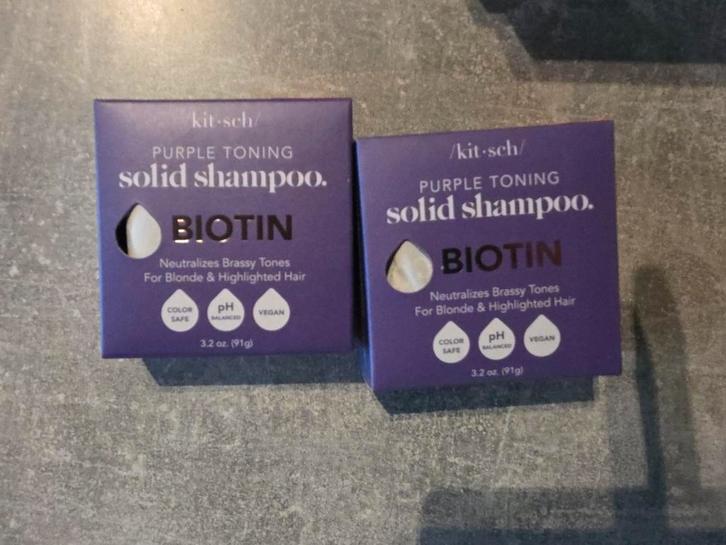 /kit·sch/
PURPLE TONING
solid shampoo.
BIOTIN
Neutralizes Brassy Tones
For Blonde & Highlighted Hair
COLOR
SAFE
pH
BALANCED
VEGAN
3.2 oz. (91g)
/kit·sch/
PURPLE TONING
solid shampoo.
BIOTIN
Neutralizes Brassy Tones
For Blonde & Highlighted Hair
COLOR
SAFE
pH
BALANCED
VEGAN
3.2 oz. (91g)